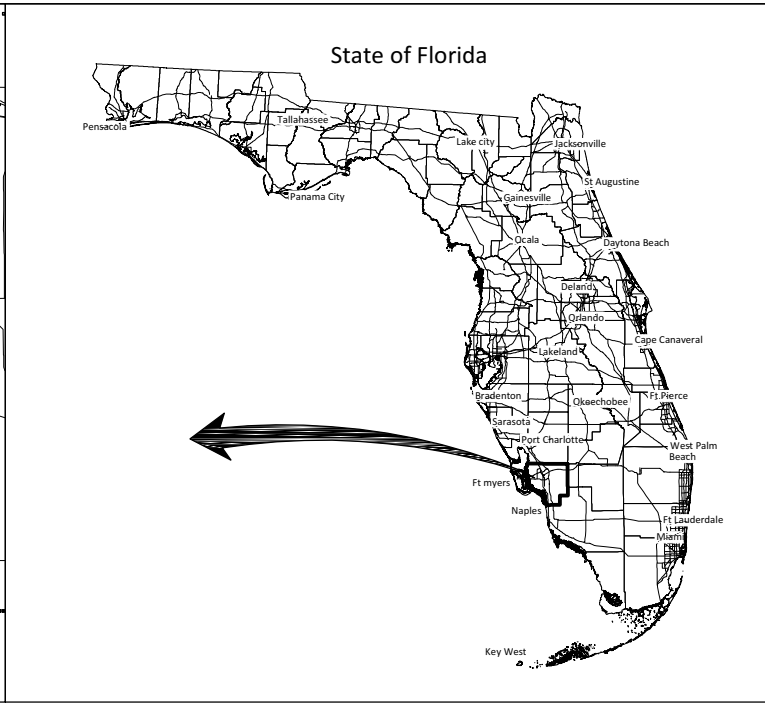 State of Florida
Pensacola
Tallahassee
Lake city
Jacksonville
St Augustine
Panama City
Gainesville
Ocala
Daytona Beach
Deland
Orlando
Cape Canaveral
Lakeland
Bradenton
Okeechobee
Ft.Pierce
Sarasota
Port Charlotte
West Palm
Beach
Ft myers
Naples
Ft Lauderdale
Miami
Key West